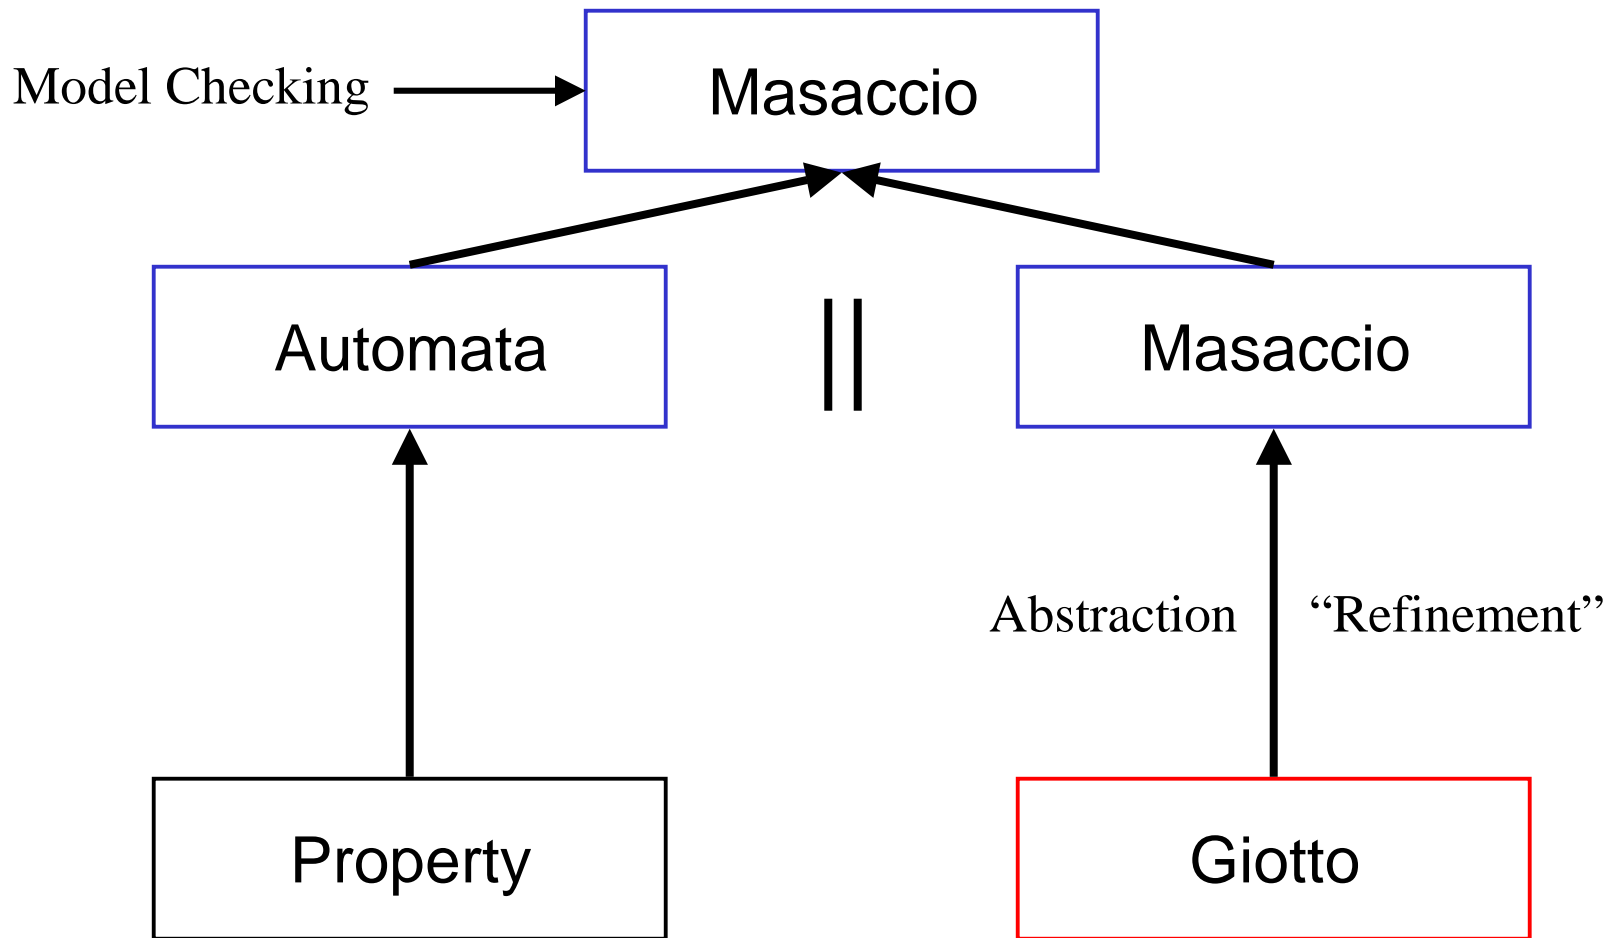 Model Checking
Masaccio
Automata
||
Masaccio
Abstraction
“Refinement”
Property
Giotto